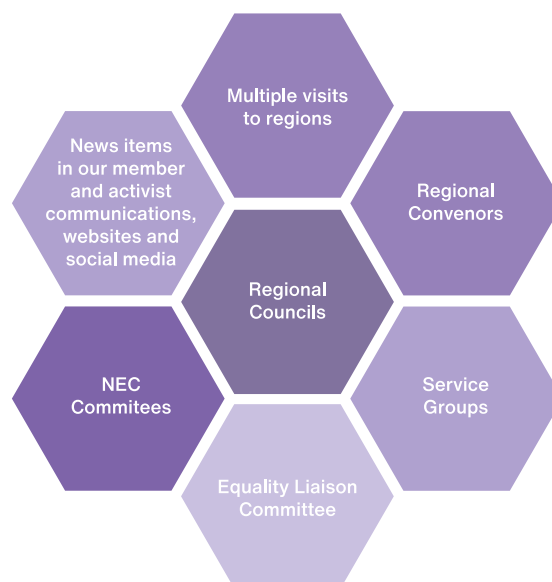 Multiple visits
to regions
News items
in our member
and activist
communications,
websites and
social media
Regional
Convenors
Regional
Councils
NEC
Commitees
Service
Groups
Equality Liaison
Committee